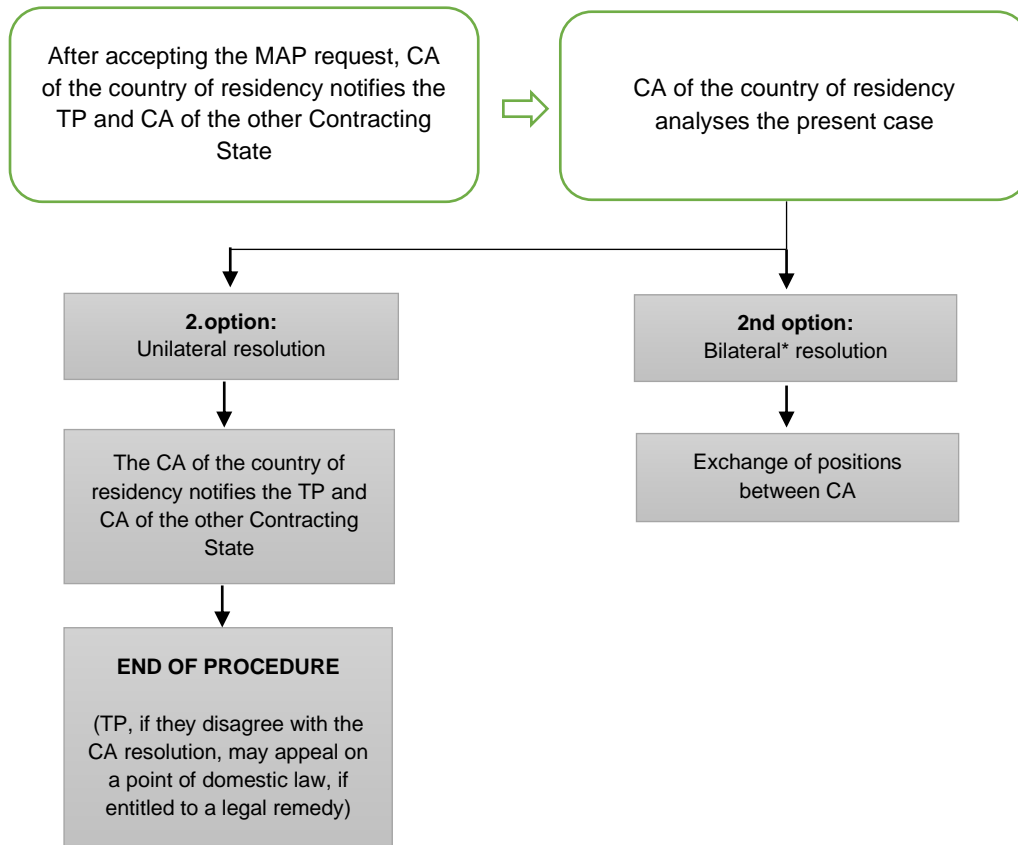 After accepting the MAP request, CA
of the country of residency notifies the
TP and CA of the other Contracting
State
CA of the country of residency
analyses the present case
2.option:
Unilateral resolution
2nd option:
Bilateral* resolution
The CA of the country of
residency notifies the TP and
CA of the other Contracting
State
Exchange of positions
between CA
END OF PROCEDURE
(TP, if they disagree with the
CA resolution, may appeal on
a point of domestic law, if
entitled to a legal remedy)